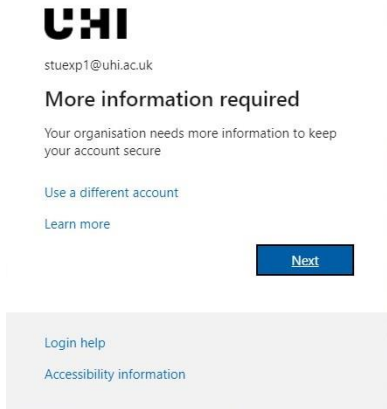 UHI
stuexp1@uhi.ac.uk
More information required
Your organisation needs more information to keep
your account secure
Use a different account
Learn more
Next
Login help
Accessibility information